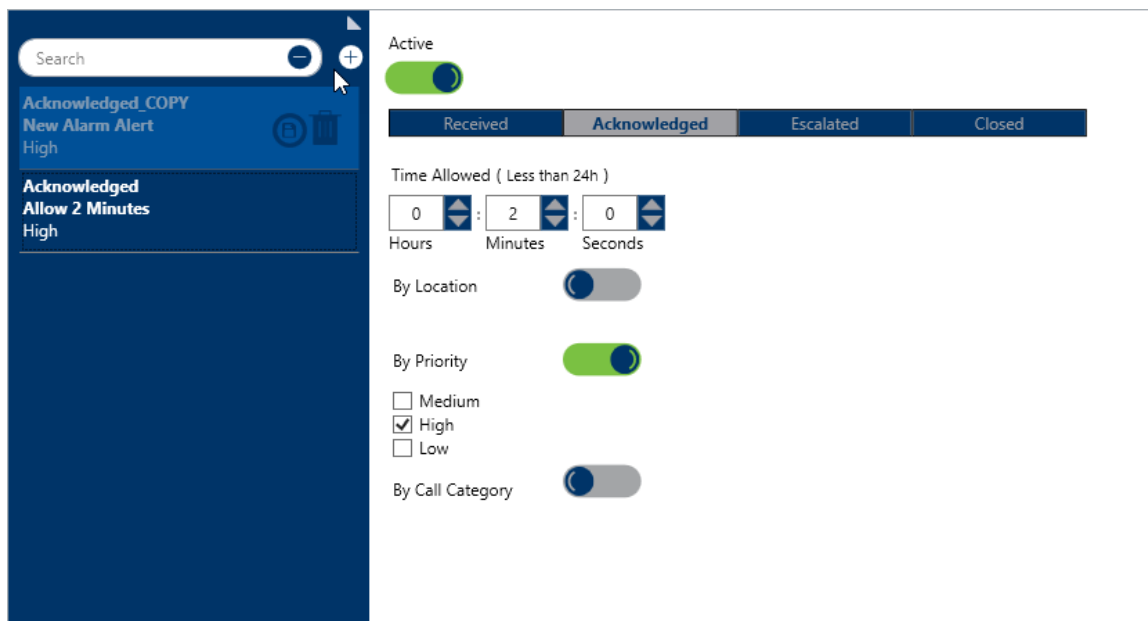 Search
Acknowledged_COPY
New Alarm Alert
High
Acknowledged
Allow 2 Minutes
High
Active
Received Acknowledged Escalated Closed
Time Allowed ( Less than 24h )
0 : 2 : 0
Hours Minutes Seconds
By Location
By Priority
Medium
High
Low
By Call Category